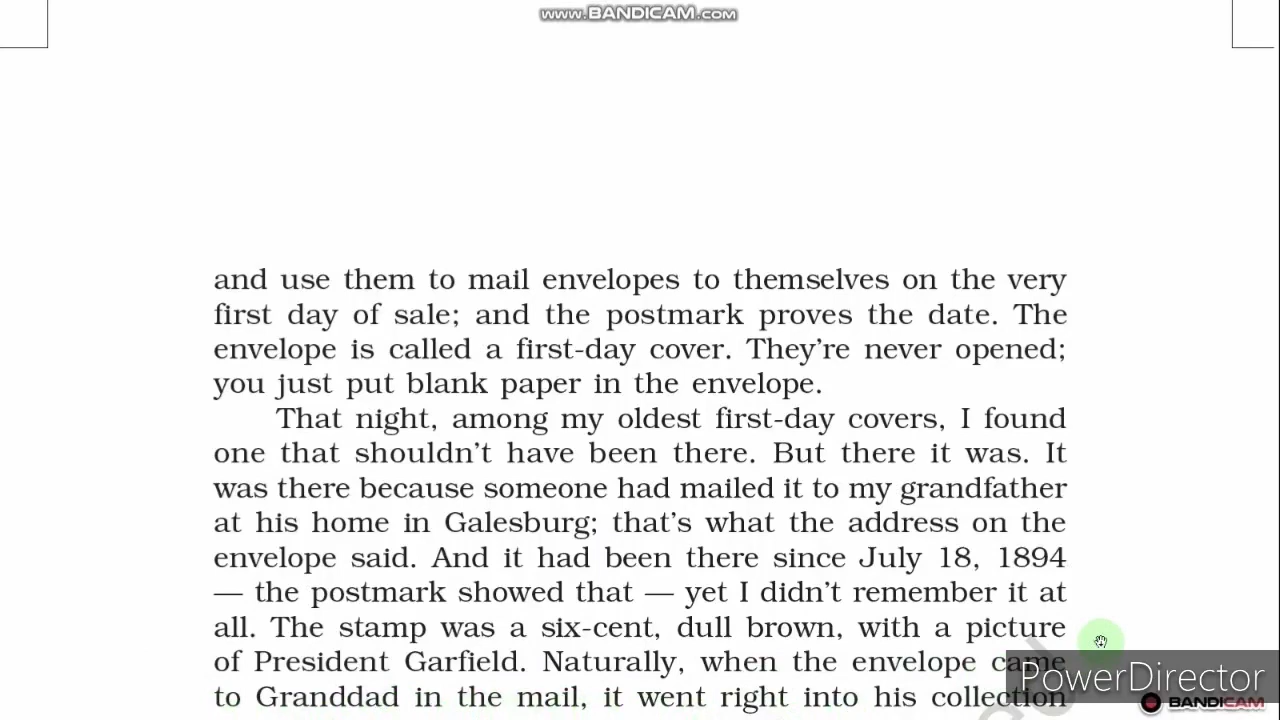 www.BANDICAM.com
and use them to mail envelopes to themselves on the very
first day of sale; and the postmark proves the date. The
envelope is called a first-day cover. They're never opened;
you just put blank paper in the envelope.
That night, among my oldest first-day covers, I found
one that shouldn't have been there. But there it was. It
was there because someone had mailed it to my grandfather
at his home in Galesburg; that's what the address on the
envelope said. And it had been there since July 18, 1894
— the postmark showed that — yet I didn't remember it at
all. The stamp was a six-cent, dull brown, with a picture
of President Garfield. Naturally, when the envelope came
to Granddad in the mail, it went right into his collection
PowerDirector
BANDICAM